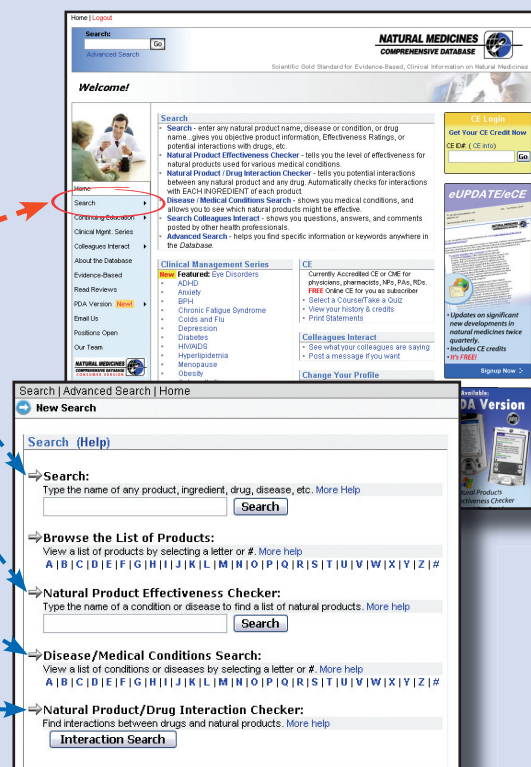 Home | Logout
Search:
Go
Advanced Search
NATURAL MEDICINES
COMPREHENSIVE DATABASE
Scientific Gold Standard for Evidence-Based, Clinical Information on Natural Medicines
Welcome!
Home
Search
Continuing Education
Clinical Mgmt. Series
Colleagues Interact
About the Database
Evidence-Based
Read Reviews
PDA Version New!
Email Us
Positions Open
Our Team
NATURAL MEDICINES
COMPREHENSIVE DATABASE
CONSUMER VERSION
Search
• Search - enter any natural product name, disease or condition, or drug
name...gives you objective product information, Effectiveness Ratings, or
potential interactions with drugs, etc.
• Natural Product Effectiveness Checker - tells you the level of effectiveness for
natural products used for various medical conditions.
• Natural Product / Drug Interaction Checker - tells you potential interactions
between any natural product and any drug. Automatically checks for interactions
with EACH INGREDIENT of each product.
• Disease / Medical Conditions Search - shows you medical conditions, and
allows you to see which natural products might be effective.
• Search Colleagues Interact - shows you questions, answers, and comments
posted by other health professionals.
• Advanced Search - helps you find specific information or keywords anywhere in
the Database.
Clinical Management Series
New Featured: Eye Disorders
• ADHD
• Anxiety
• BPH
• Chronic Fatigue Syndrome
• Colds and Flu
• Depression
• Diabetes
• HIV/AIDS
• Hyperlipidemia
• Menopause
• Obesity
CE
Currently Accredited CE or CME for
physicians, pharmacists, NPs, PAs, RDs.
FREE Online CE for you as subscriber
• Select a Course/Take a Quiz
• View your history & credits
• Print Statements
Colleagues Interact
• See what your colleagues are saying
• Post a message if you want
Change Your Profile
CE Login
Get Your CE Credit Now
CE ID# ( CE info)
Go
eUPDATE/eCE
• Updates on significant
new developments in
natural medicines twice
quarterly.
• Includes CE credits
• It's FREE!
Signup Now :-
Available:
DA Version
Natural Products
Effectiveness Checker
Search | Advanced Search | Home
New Search
Search (Help)
Search:
Type the name of any product, ingredient, drug, disease, etc. More Help
Search
Browse the List of Products:
View a list of products by selecting a letter or #. More help
A|B|C|D|E|F|G|H|I|J|K|L|M|N|O|P|Q|R|S|T|U|V|W|X|Y|Z|#
Natural Product Effectiveness Checker:
Type the name of a condition or disease to find a list of natural products. More help
Search
Disease/Medical Conditions Search:
View a list of conditions or diseases by selecting a letter or #. More help
A|B|C|D|E|F|G|H|I|J|K|L|M|N|O|P|Q|R|S|T|U|V|W|X|Y|Z|#
Natural Product/Drug Interaction Checker:
Find interactions between drugs and natural products. More help
Interaction Search